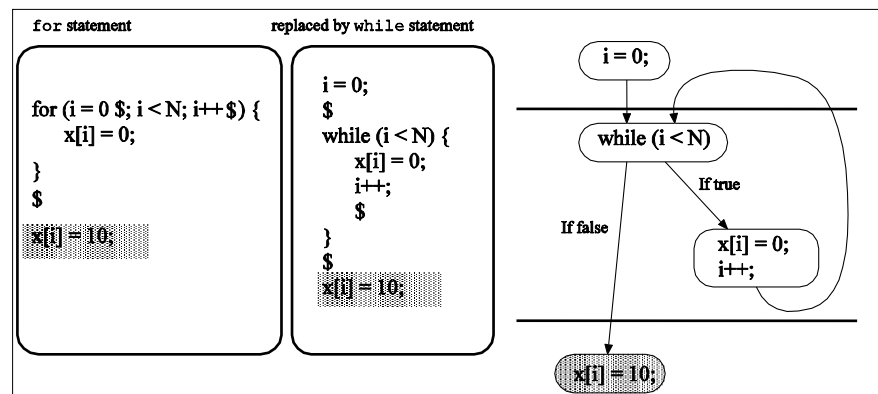 for statement
for (i = 0 $; i < N; i++ $) {
x[i] = 0;
}
$
x[i] = 10;
replaced by while statement
i = 0;
$
while (i < N) {
x[i] = 0;
i++;
$
}
$
x[i] = 10;
i = 0;
while (i < N)
If true
If false
x[i] = 0;
i++;
x[i] = 10;